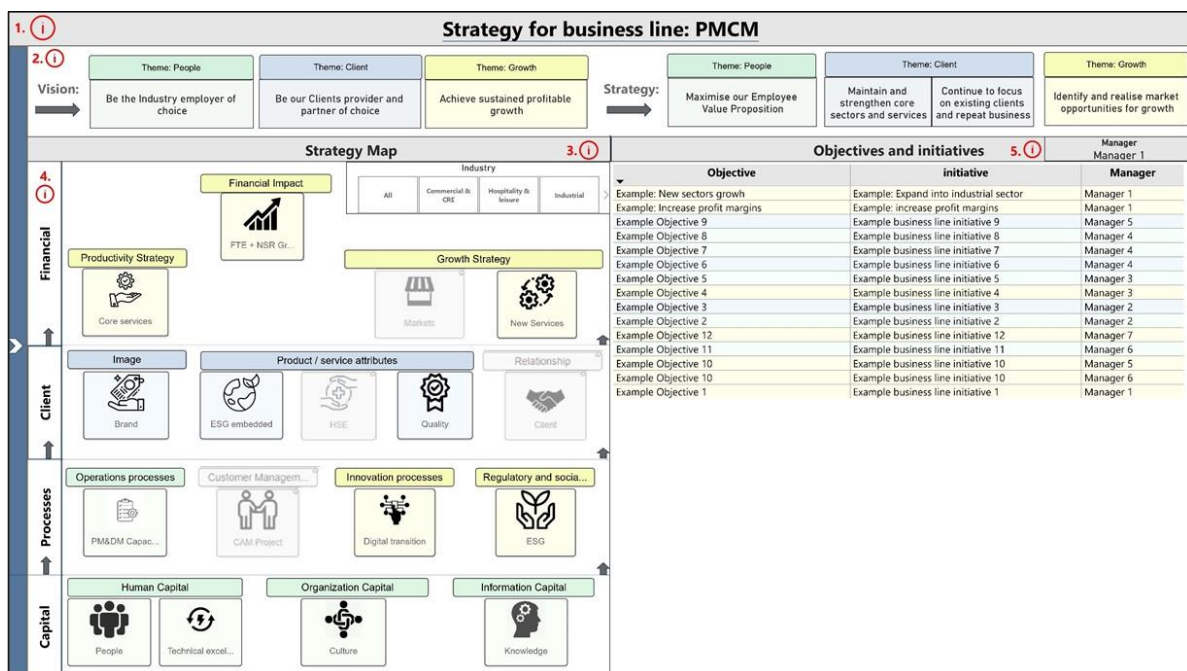 1. i
Strategy for business line: PMCM
2. i
Vision:
Theme: People
Be the Industry employer of
choice
Theme: Client
Be our Clients provider and
partner of choice
Theme: Growth
Achieve sustained profitable
growth
Strategy:
Theme: People
Maximise our Employee
Value Proposition
Theme: Client
Maintain and
strengthen core
sectors and services
Continue to focus
on existing clients
and repeat business
Theme: Growth
Identify and realise market
opportunities for growth
Strategy Map
3. i
4.
i
Financial
Financial Impact
FTE + NSR Gr...
Industry
All
Commercial &
CRE
Hospitality &
leisure
Industrial
Productivity Strategy
Core services
Growth Strategy
Markets
New Services
Client
Image
Brand
Product / service attributes
ESG embedded
HSE
Quality
Relationship
Client
Processes
Operations processes
PM&DM Capac...
Customer Managem...
CAM Project
Innovation processes
Digital transition
Regulatory and socia...
ESG
Capital
Human Capital
People
Technical excel...
Organization Capital
Culture
Information Capital
Knowledge
Objectives and initiatives
5. i
Manager
Manager 1
Objective initiative Manager
Example: New sectors growh Example: Expand into industrial sector Manager 1
Example: Increase profit margins Example: increase profit margins Manager 1
Example Objective 9 Example business line initiative 9 Manager 5
Example Objective 8 Example business line initiative 8 Manager 4
Example Objective 7 Example business line initiative 7 Manager 4
Example Objective 6 Example business line initiative 6 Manager 4
Example Objective 5 Example business line initiative 5 Manager 3
Example Objective 4 Example business line initiative 4 Manager 3
Example Objective 3 Example business line initiative 3 Manager 2
Example Objective 2 Example business line initiative 2 Manager 2
Example Objective 12 Example business line initiative 12 Manager 7
Example Objective 11 Example business line initiative 11 Manager 6
Example Objective 10 Example business line initiative 10 Manager 5
Example Objective 10 Example business line initiative 10 Manager 6
Example Objective 1 Example business line initiative 1 Manager 1